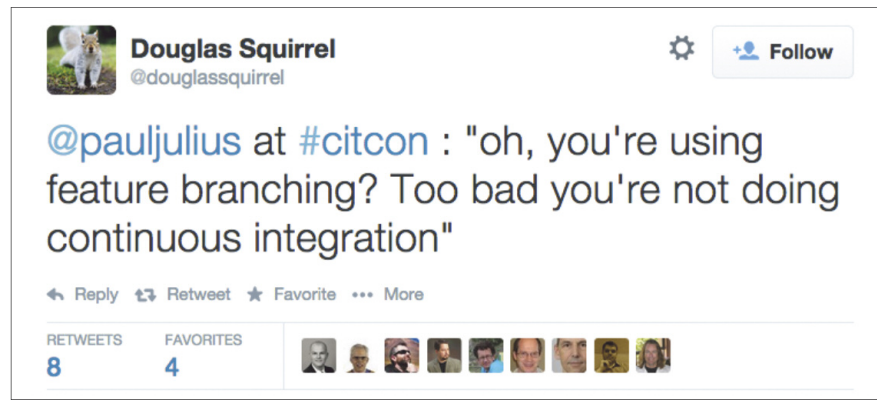 Douglas Squirrel
@douglassquirrel
Follow
@pauljulius at #citcon : "oh, you're using
feature branching? Too bad you're not doing
continuous integration"
Reply Retweet Favorite More
RETWEETS FAVORITES
8 4